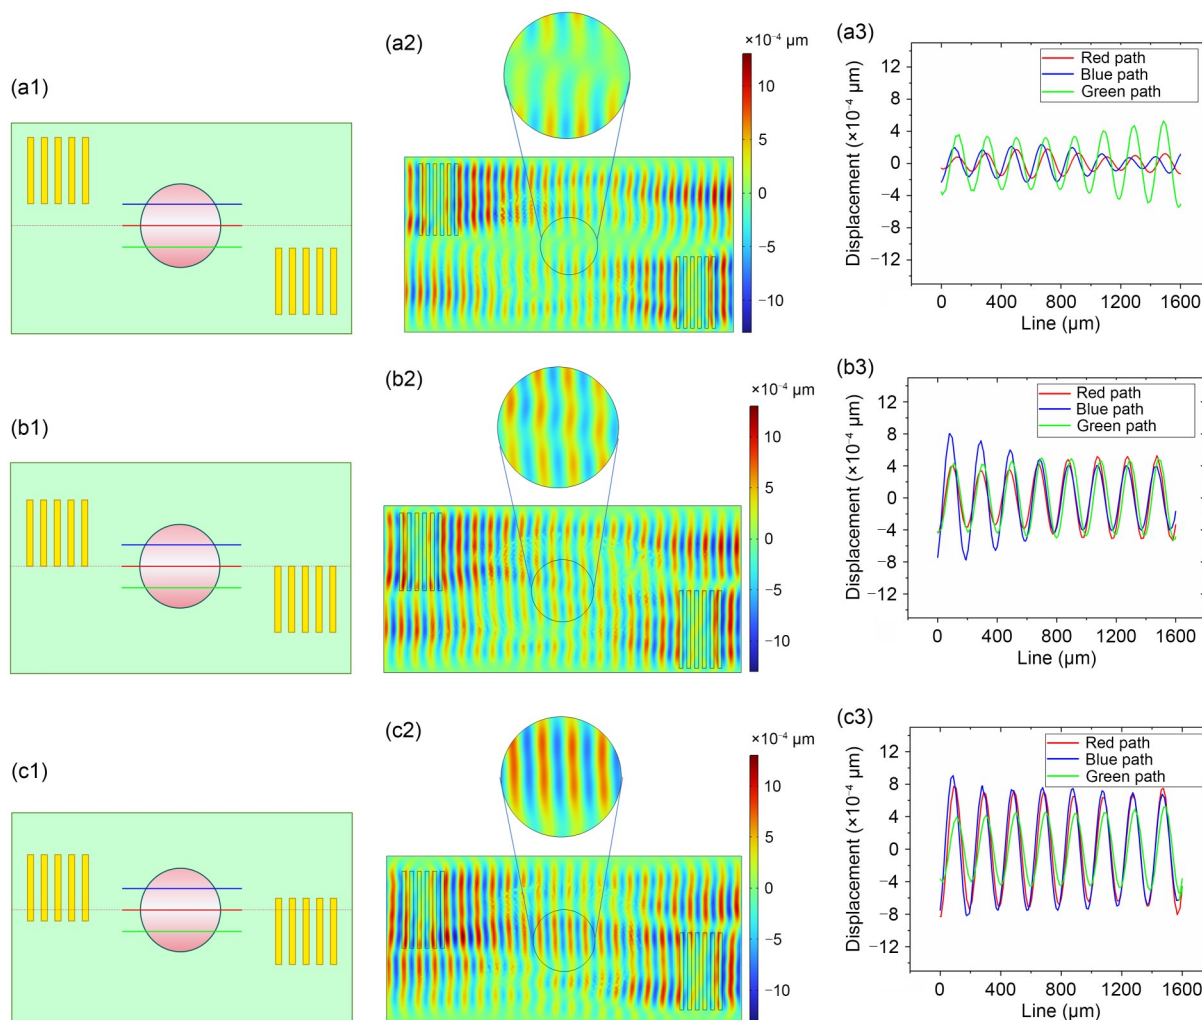 (a1)
(a2)
×10⁻⁴ μm
10
5
0
−5
−10
(a3)
Displacement (×10⁻⁴ μm)
12
8
4
0
−4
−8
−12
Red path
Blue path
Green path
0
400
800
1200
1600
Line (μm)
(b1)
(b2)
×10⁻⁴ μm
10
5
0
−5
−10
(b3)
Displacement (×10⁻⁴ μm)
12
8
4
0
−4
−8
−12
Red path
Blue path
Green path
0
400
800
1200
1600
Line (μm)
(c1)
(c2)
×10⁻⁴ μm
10
5
0
−5
−10
(c3)
Displacement (×10⁻⁴ μm)
12
8
4
0
−4
−8
−12
Red path
Blue path
Green path
0
400
800
1200
1600
Line (μm)